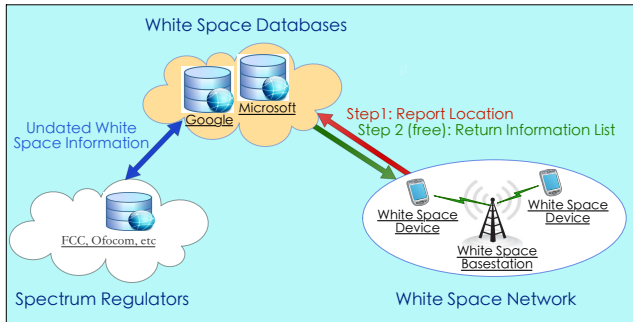 White Space Databases
Google
Microsoft
Undated White
Space Information
Step1: Report Location
Step 2 (free): Return Information List
FCC, Ofocom, etc
White Space
Device
White Space
Device
White Space
Basestation
Spectrum Regulators
White Space Network